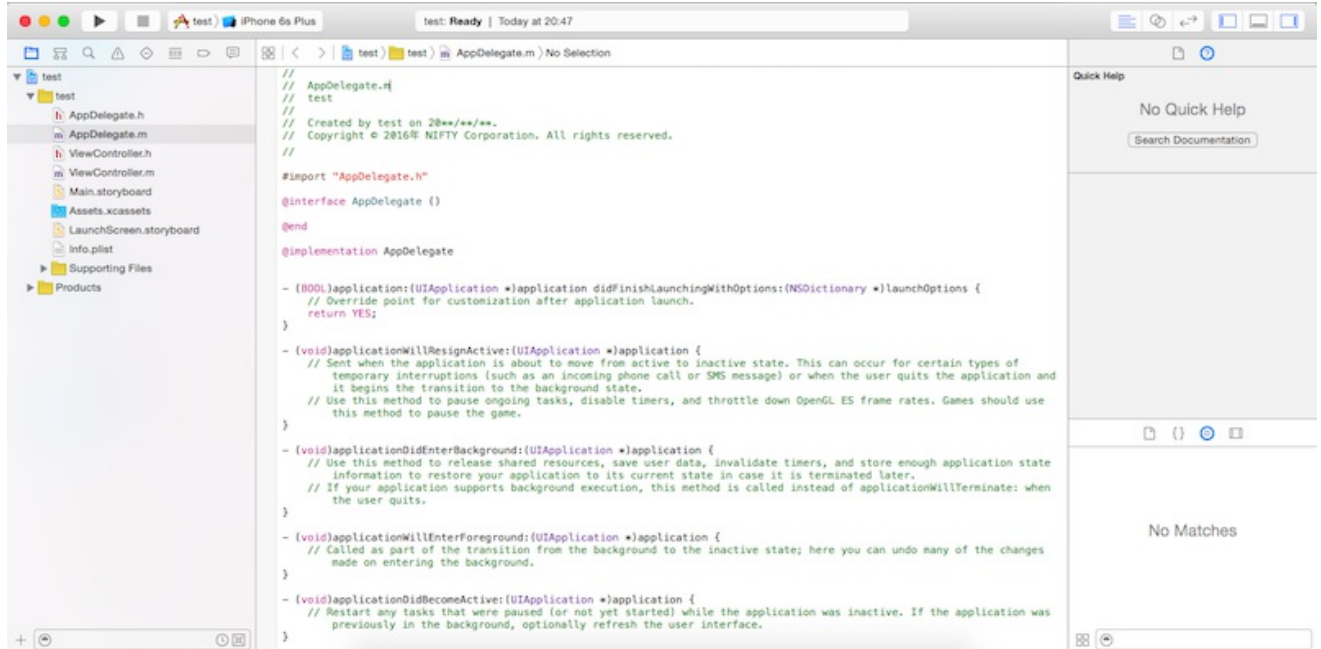 test
iPhone 6s Plus
test: Ready | Today at 20:47
test
test
AppDelegate.m
No Selection
test
test
AppDelegate.h
AppDelegate.m
ViewController.h
ViewController.m
Main.storyboard
Assets.xcassets
LaunchScreen.storyboard
Info.plist
Supporting Files
Products
//
// AppDelegate.m
// test
//
// Created by test on 20**/**/**.
// Copyright © 2016年 NIFTY Corporation. All rights reserved.
//
#import "AppDelegate.h"
@interface AppDelegate ()
@end
@implementation AppDelegate
- (BOOL)application:(UIApplication *)application didFinishLaunchingWithOptions:(NSDictionary *)launchOptions {
// Override point for customization after application launch.
return YES;
}
- (void)applicationWillResignActive:(UIApplication *)application {
// Sent when the application is about to move from active to inactive state. This can occur for certain types of
temporary interruptions (such as an incoming phone call or SMS message) or when the user quits the application and
it begins the transition to the background state.
// Use this method to pause ongoing tasks, disable timers, and throttle down OpenGL ES frame rates. Games should use
this method to pause the game.
}
- (void)applicationDidEnterBackground:(UIApplication *)application {
// Use this method to release shared resources, save user data, invalidate timers, and store enough application state
information to restore your application to its current state in case it is terminated later.
// If your application supports background execution, this method is called instead of applicationWillTerminate: when
the user quits.
}
- (void)applicationWillEnterForeground:(UIApplication *)application {
// Called as part of the transition from the background to the inactive state; here you can undo many of the changes
made on entering the background.
}
- (void)applicationDidBecomeActive:(UIApplication *)application {
// Restart any tasks that were paused (or not yet started) while the application was inactive. If the application was
previously in the background, optionally refresh the user interface.
}
Quick Help
No Quick Help
Search Documentation
No Matches